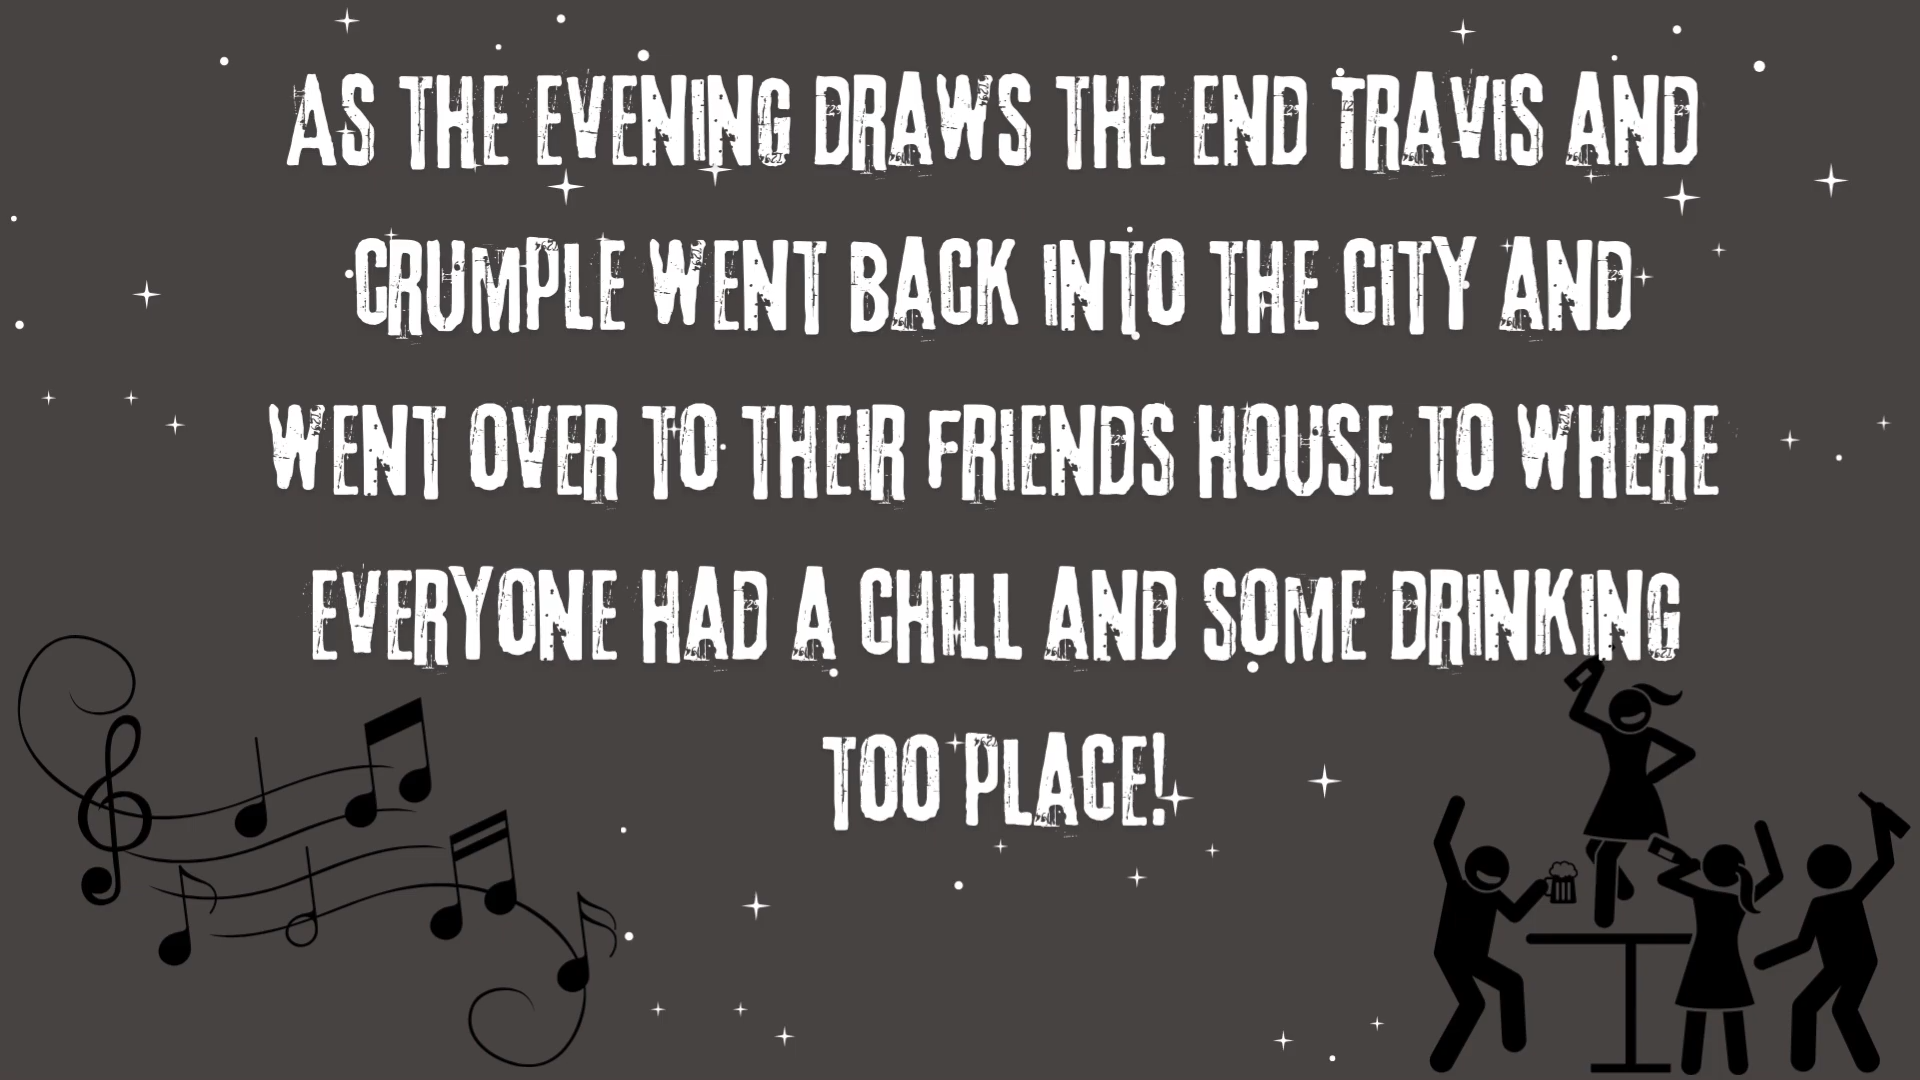 AS THE EVENING DRAWS THE END TRAVIS AND
CRUMPLE WENT BACK INTO THE CITY AND
WENT OVER TO THEIR FRIENDS HOUSE TO WHERE
EVERYONE HAD A CHILL AND SOME DRINKING
TOO PLACE!